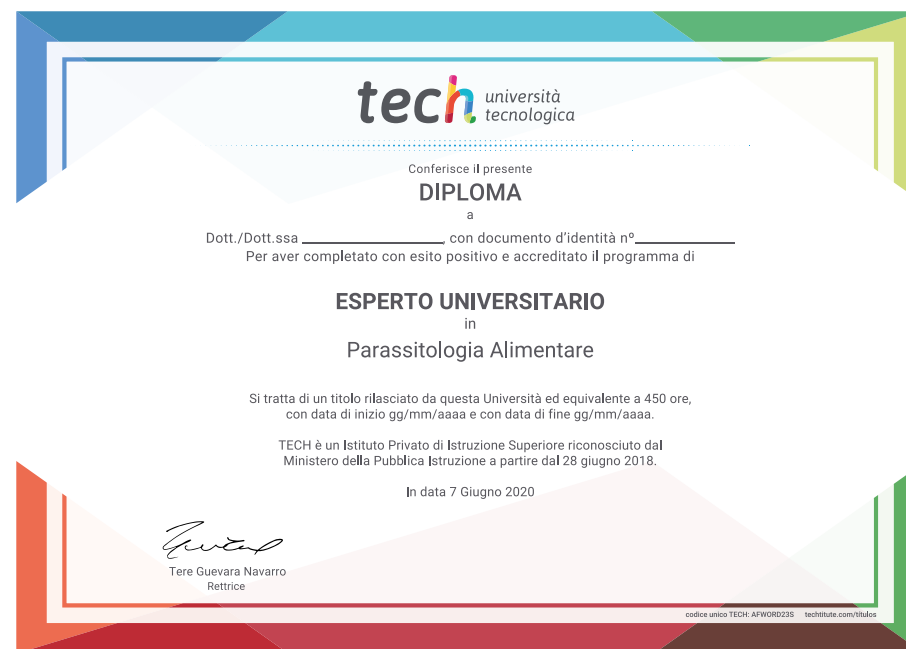 tech università
tecnologica
Conferisce il presente
DIPLOMA
a
Dott./Dott.ssa ____________________, con documento d'identità nº______________
Per aver completato con esito positivo e accreditato il programma di
ESPERTO UNIVERSITARIO
in
Parassitologia Alimentare
Si tratta di un titolo rilasciato da questa Università ed equivalente a 450 ore,
con data di inizio gg/mm/aaaa e con data di fine gg/mm/aaaa.
TECH è un Istituto Privato di Istruzione Superiore riconosciuto dal
Ministero della Pubblica Istruzione a partire dal 28 giugno 2018.
In data 7 Giugno 2020
Tere Guevara Navarro
Rettrice
codice unico TECH: AFWORD23S techtitute.com/titulos